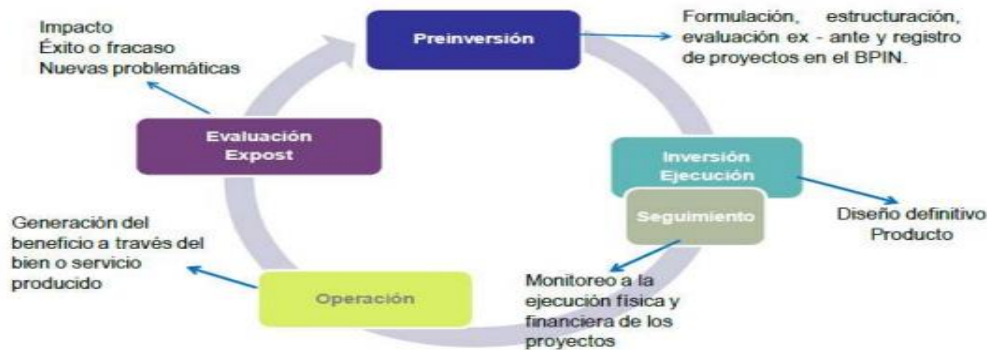 Preinversión
Formulación, estructuración,
evaluación ex - ante y registro
de proyectos en el BPIN.
Inversión
Ejecución
Diseño definitivo
Producto
Seguimiento
Monitoreo a la
ejecución física y
financiera de los
proyectos
Operación
Generación del
beneficio a través del
bien o servicio
producido
Evaluación
Expost
Impacto
Éxito o fracaso
Nuevas problemáticas